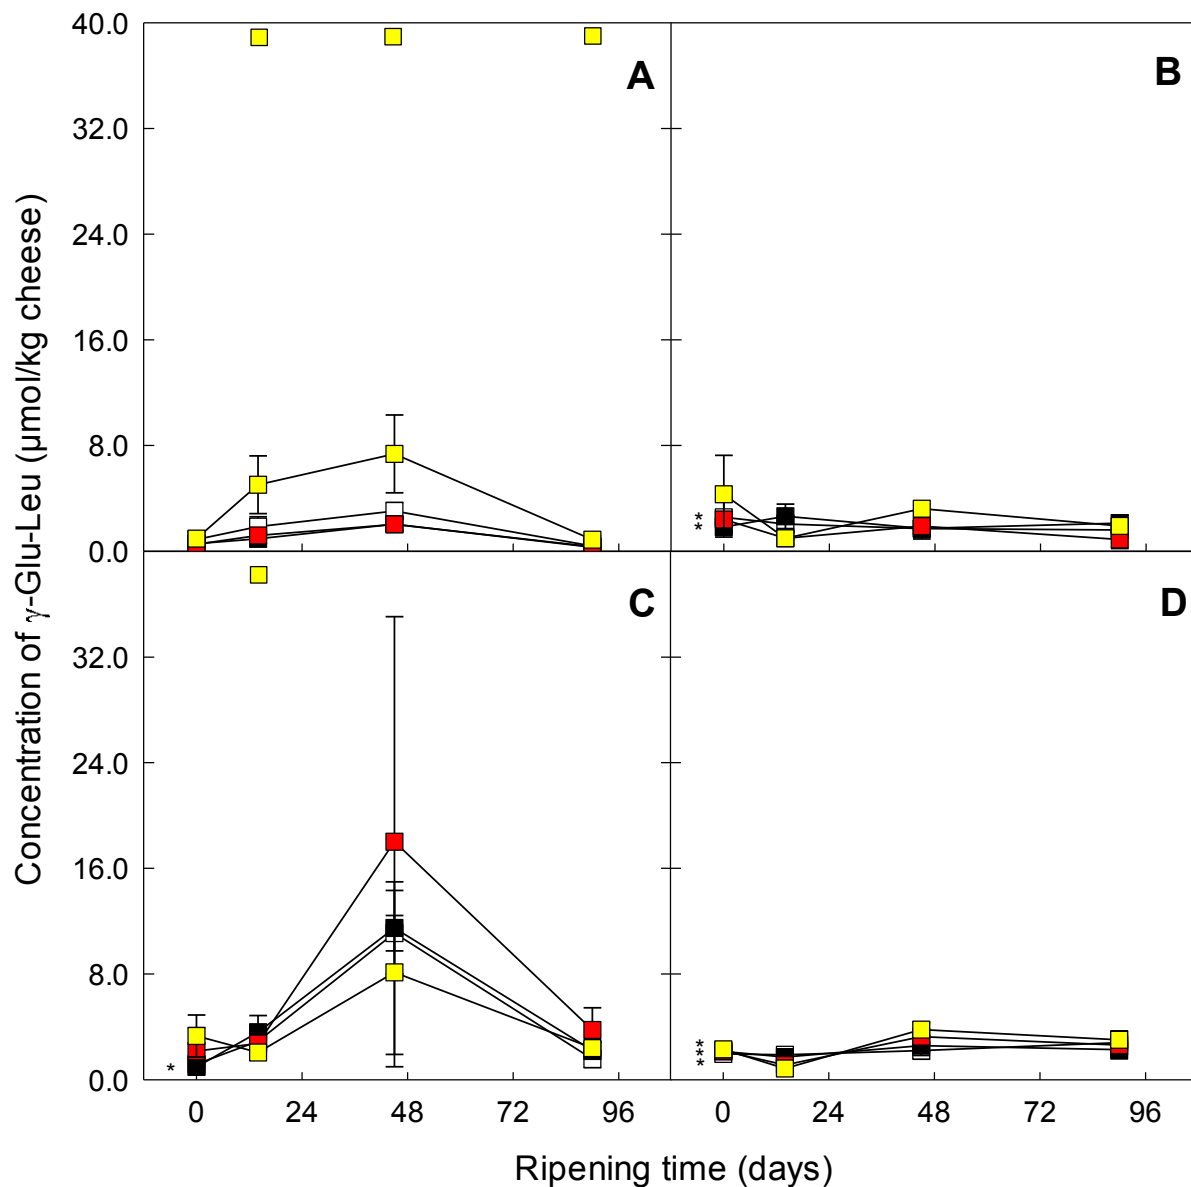 Concentration of γ-Glu-Leu (μmol/kg cheese)
40.0
32.0
24.0
16.0
8.0
0.0
A
B
*
*
32.0
24.0
16.0
8.0
0.0
C
D
*
*
*
*
0 24 48 72 96
0 24 48 72 96
Ripening time (days)